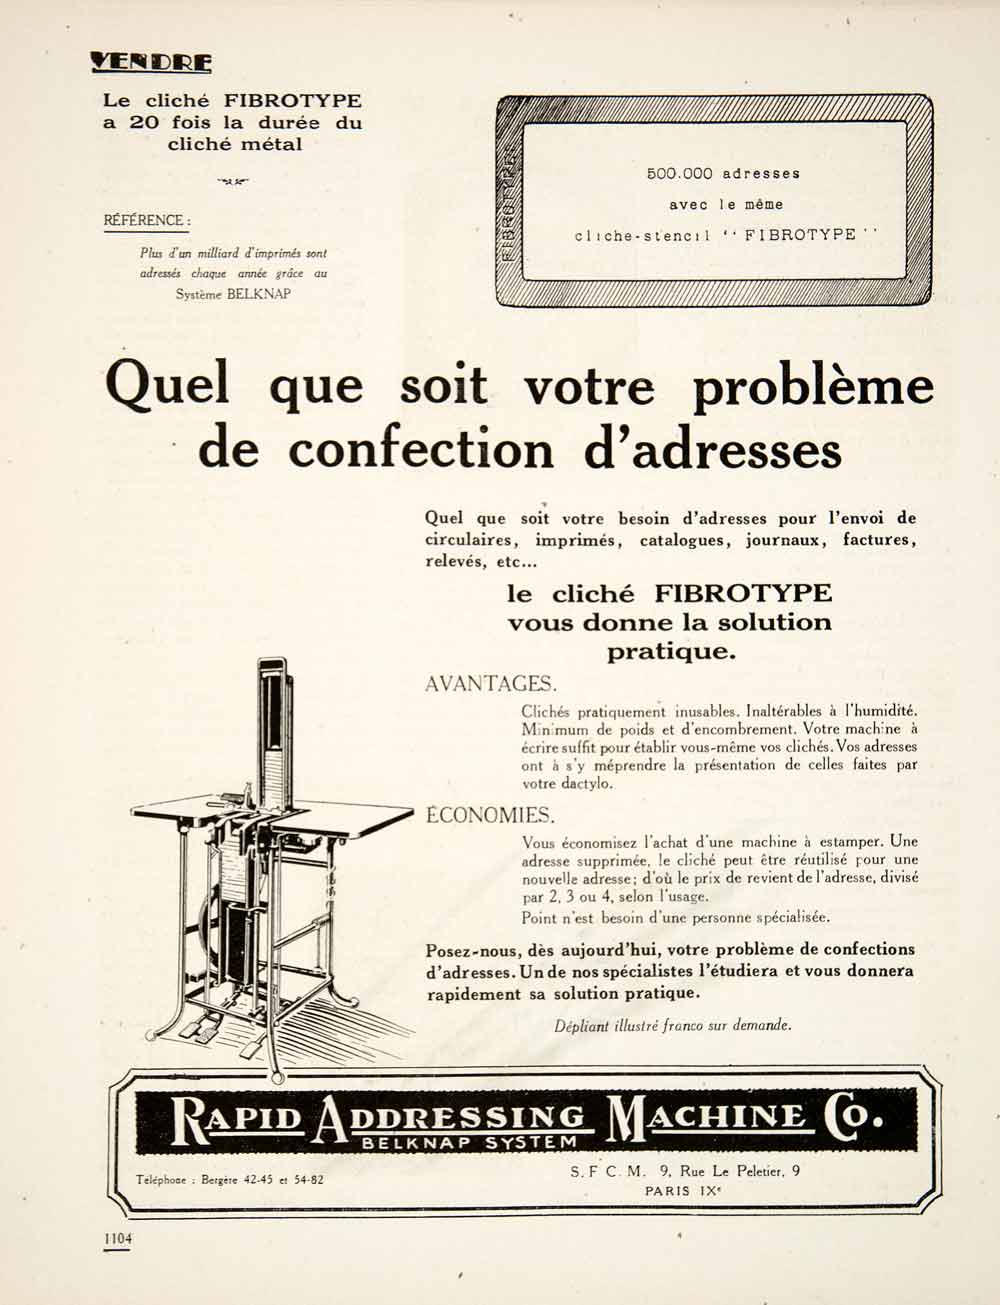 VENDRE
Le cliché FIBROTYPE
a 20 fois la durée du
cliché métal
RÉFÉRENCE :
Plus d'un milliard d'imprimés sont
adressés chaque année grâce au
Système BELKNAP
FIBROTYPE
500.000 adresses
avec le même
cliche-stencil ''FIBROTYPE''
Quel que soit votre problème
de confection d'adresses
Quel que soit votre besoin d'adresses pour l'envoi de
circulaires, imprimés, catalogues, journaux, factures,
relevés, etc...
le cliché FIBROTYPE
vous donne la solution
pratique.
AVANTAGES.
Clichés pratiquement inusables. Inaltérables à l'humidité.
Minimum de poids et d'encombrement. Votre machine à
écrire suffit pour établir vous-même vos clichés. Vos adresses
ont à s'y méprendre la présentation de celles faites par
votre dactylo.
ÉCONOMIES.
Vous économisez l'achat d'une machine à estamper. Une
adresse supprimée, le cliché peut être réutilisé pour une
nouvelle adresse; d'où le prix de revient de l'adresse, divisé
par 2, 3 ou 4, selon l'usage.
Point n'est besoin d'une personne spécialisée.
Posez-nous, dès aujourd'hui, votre problème de confections
d'adresses. Un de nos spécialistes l'étudiera et vous donnera
rapidement sa solution pratique.
Dépliant illustré franco sur demande.
RAPID ADDRESSING MACHINE CO.
BELKNAP SYSTEM
Téléphone : Bergère 42-45 et 54-82
S. F. C. M. 9, Rue Le Peletier, 9
PARIS IXe
1104